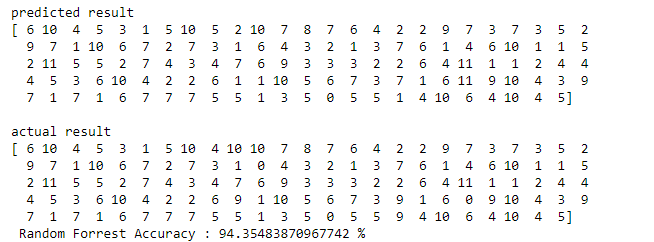 predicted result
[ 6 10  4  5  3  1  5 10  5  2 10  7  8  7  6  4  2  2  9  7  3  7  3  5  2
  9  7  1 10  6  7  2  7  3  1  6  4  3  2  1  3  7  6  1  4  6 10  1  1  5
  2 11  5  5  2  7  4  3  4  7  6  9  3  3  3  2  2  6  4 11  1  1  2  4  4
  4  5  3  6 10  4  2  2  6  1  1 10  5  6  7  3  7  1  6 11  9 10  4  3  9
  7  1  7  1  6  7  7  7  5  5  1  3  5  0  5  5  1  4 10  6  4 10  4  5]
actual result
[ 6 10  4  5  3  1  5 10  4 10 10  7  8  7  6  4  2  2  9  7  3  7  3  5  2
  9  7  1 10  6  7  2  7  3  1  0  4  3  2  1  3  7  6  1  4  6 10  1  1  5
  2 11  5  5  2  7  4  3  4  7  6  9  3  3  3  2  2  6  4 11  1  1  2  4  4
  4  5  3  6 10  4  2  2  6  9  1 10  5  6  7  3  9  1  6  0  9 10  4  3  9
  7  1  7  1  6  7  7  7  5  5  1  3  5  0  5  5  9  4 10  6  4 10  4  5]
Random Forrest Accuracy : 94.35483870967742 %